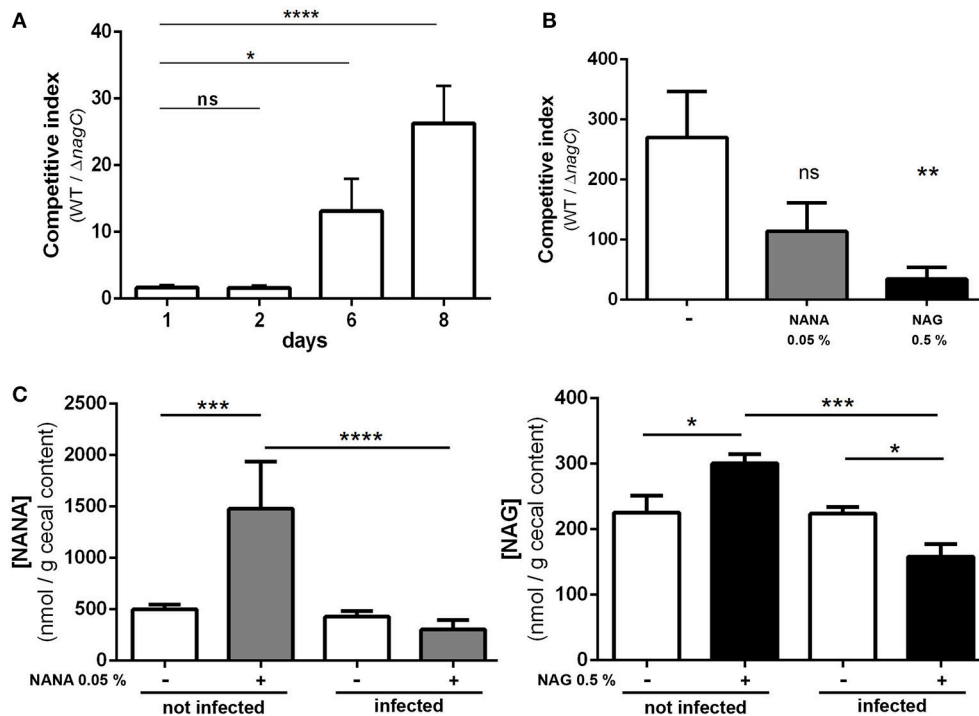 A
****
*
ns
Competitive index
(WT / ΔnagC)
40
30
20
10
0
1 2 6 8
days
B
Competitive index
(WT / ΔnagC)
400
300
200
100
0
ns
**
- NANA NAG
0.05 % 0.5 %
C
[NANA]
(nmol / g cecal content)
2500
2000
1500
1000
500
0
***
****
NANA 0.05 % - + - +
not infected infected
[NAG]
(nmol / g cecal content)
400
300
200
100
0
*
***
*
NAG 0.5 % - + - +
not infected infected